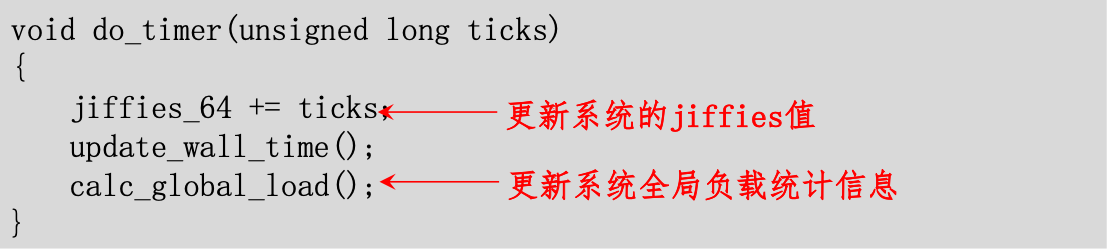 void do_timer(unsigned long ticks)
{
jiffies_64 += ticks; 更新系统的jiffies值
update_wall_time();
calc_global_load(); 更新系统全局负载统计信息
}